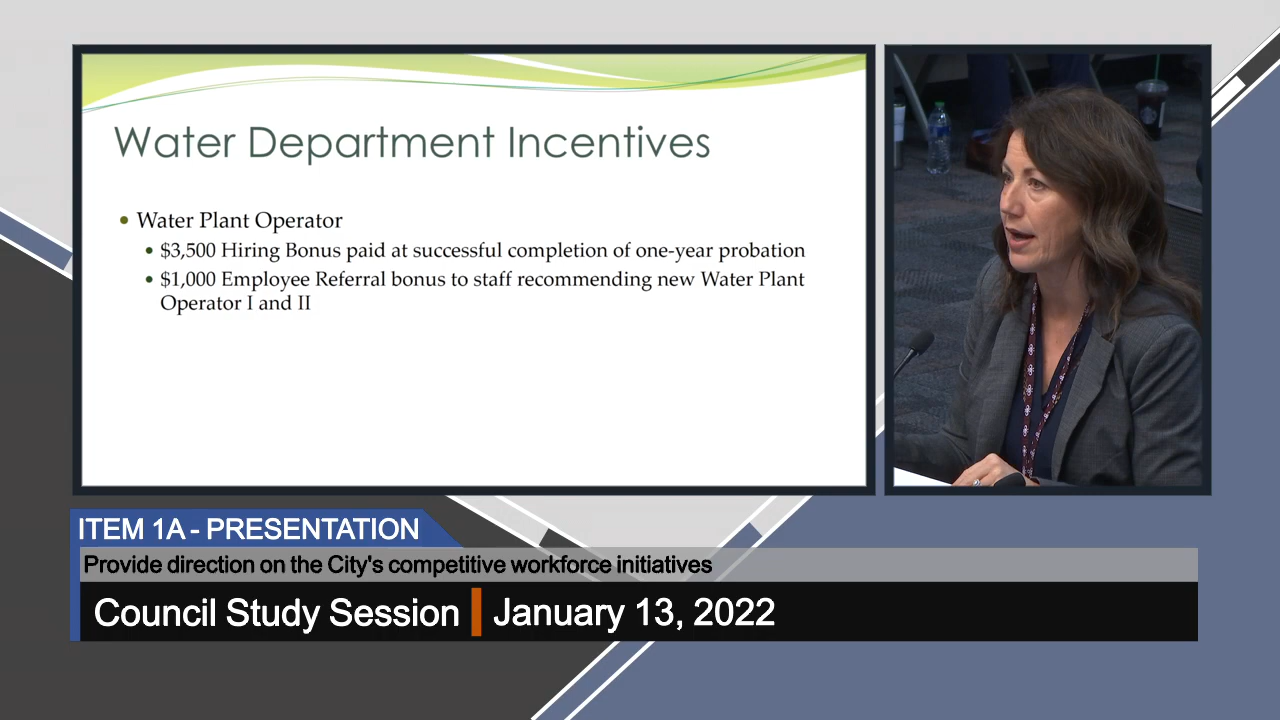 Water Department Incentives
• Water Plant Operator
• $3,500 Hiring Bonus paid at successful completion of one-year probation
• $1,000 Employee Referral bonus to staff recommending new Water Plant
Operator I and II
ITEM 1A - PRESENTATION
Provide direction on the City's competitive workforce initiatives
Council Study Session
January 13, 2022